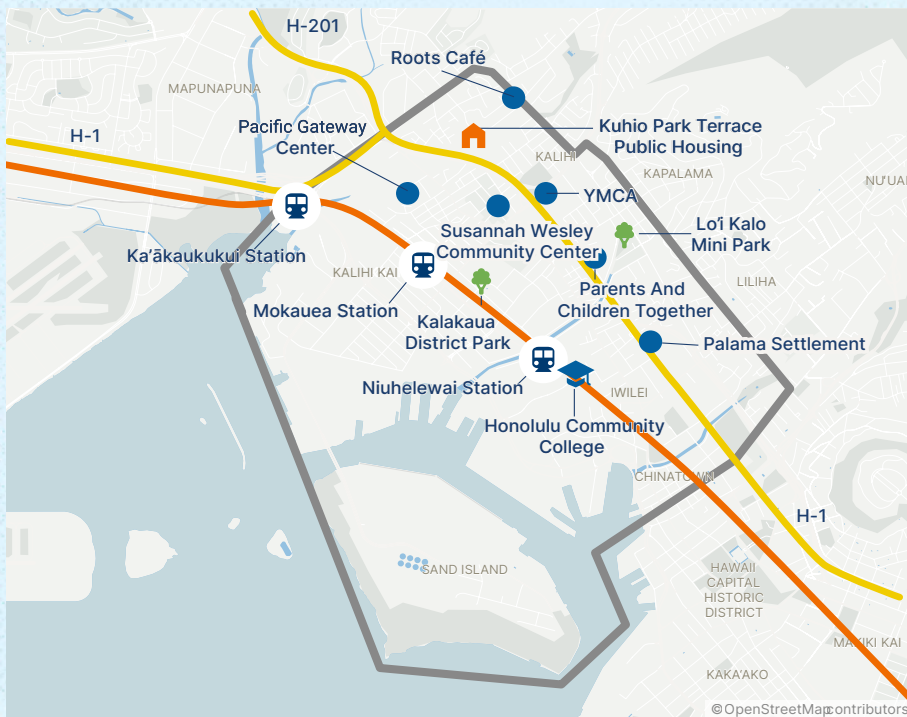 H-201
Roots Café
MAPUNAPUNA
H-1
Pacific Gateway
Center
Kuhio Park Terrace
Public Housing
KALIHI
KAPALAMA
YMCA
Lo'i Kalo
Mini Park
Susannah Wesley
Community Center
Ka'ākaukukui Station
KALIHI KAI
LILIHA
Parents And
Children Together
Mokauea Station
Kalakaua
District Park
Palama Settlement
Niuhelewai Station
IWILEI
Honolulu Community
College
CHINATOWN
H-1
SAND ISLAND
HAWAII
CAPITAL
HISTORIC
DISTRICT
MAKIKI KAI
KAKA'AKO
©OpenStreetMap contributors